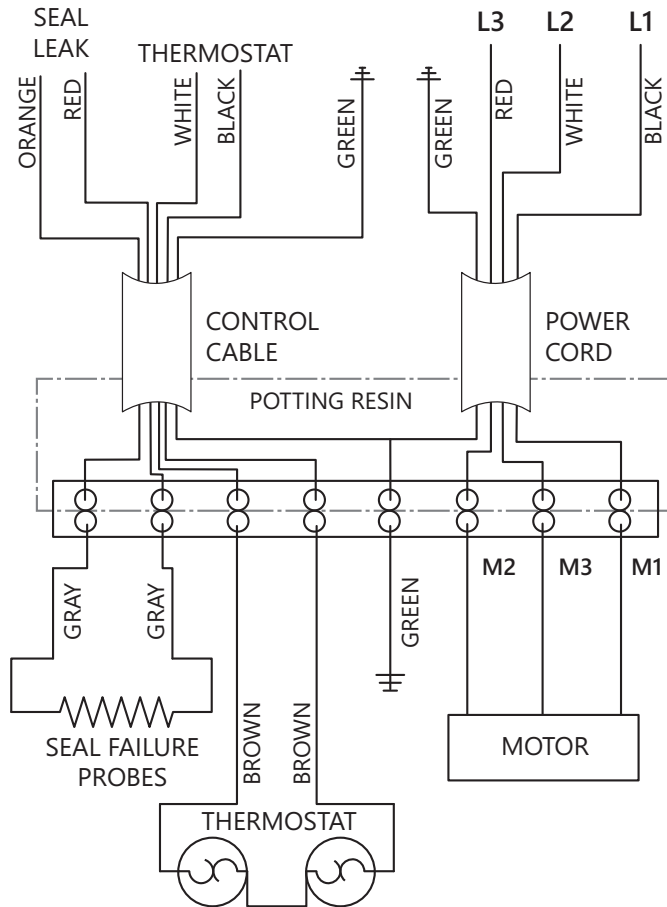 SEAL
LEAK
THERMOSTAT
L3
L2
L1
ORANGE
RED
WHITE
BLACK
GREEN
GREEN
RED
WHITE
BLACK
CONTROL
CABLE
POWER
CORD
POTTING RESIN
M2
M3
M1
GRAY
GRAY
GREEN
BROWN
BROWN
SEAL FAILURE
PROBES
MOTOR
THERMOSTAT